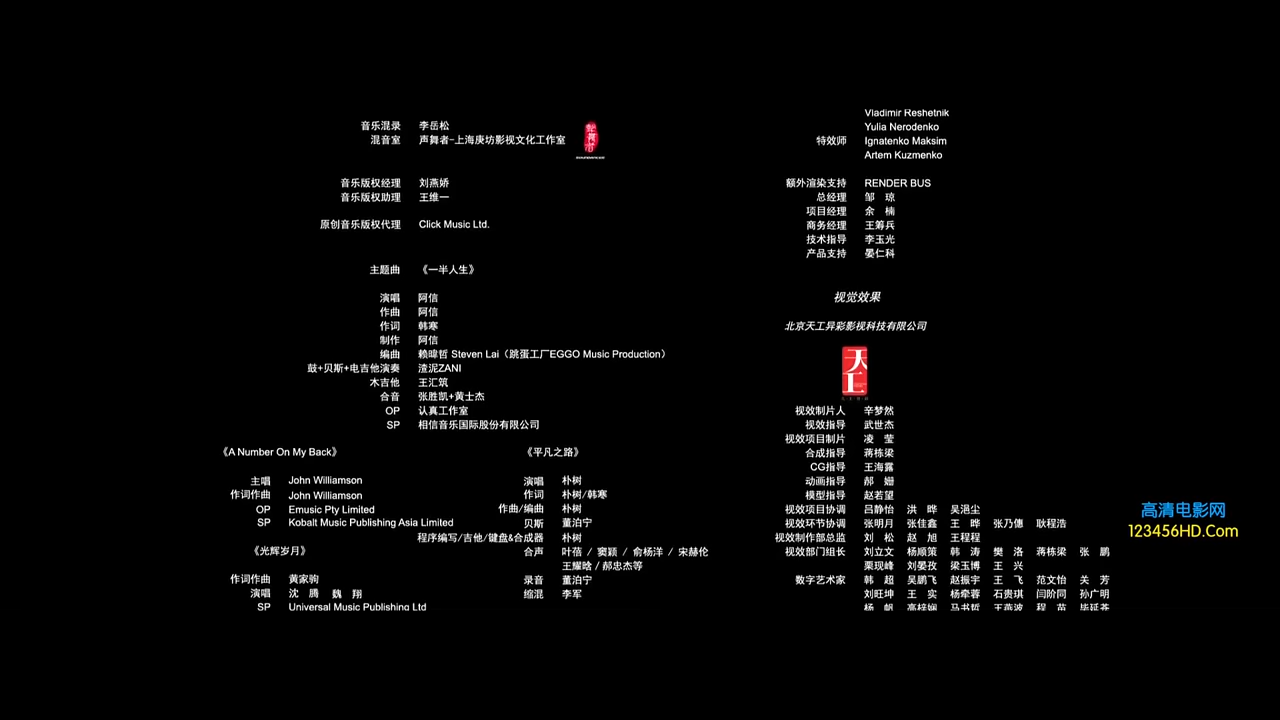 音乐混录 李岳松
混音室 声舞者-上海庚坊影视文化工作室
音乐版权经理 刘燕娇
音乐版权助理 王维一
原创音乐版权代理 Click Music Ltd.
主题曲 《一半人生》
演唱 阿信
作曲 阿信
作词 韩寒
制作 阿信
编曲 赖暐哲 Steven Lai（跳蛋工厂EGGO Music Production）
鼓+贝斯+电吉他演奏 渣泥ZANI
木吉他 王汇筑
合音 张胜凯+黄士杰
OP 认真工作室
SP 相信音乐国际股份有限公司
《A Number On My Back》
主唱 John Williamson
作词作曲 John Williamson
OP Emusic Pty Limited
SP Kobalt Music Publishing Asia Limited
《光辉岁月》
作词作曲 黄家驹
演唱 沈 腾 魏 翔
SP Universal Music Publishing Ltd
《平凡之路》
演唱 朴树
作词 朴树/韩寒
作曲/编曲 朴树
贝斯 董泊宁
程序编写/吉他/键盘&合成器 朴树
合声 叶蓓 / 窦颖 / 俞杨洋 / 宋赫伦
王耀晗 / 郝忠杰等
录音 董泊宁
缩混 李军
Vladimir Reshetnik
Yulia Nerodenko
特效师 Ignatenko Maksim
Artem Kuzmenko
额外渲染支持 RENDER BUS
总经理 邹 琼
项目经理 余 楠
商务经理 王筹兵
技术指导 李玉光
产品支持 晏仁科
视觉效果
北京天工异彩影视科技有限公司
天工
视效制片人 辛梦然
视效指导 武世杰
视效项目制片 凌 莹
合成指导 蒋栋梁
CG指导 王海露
动画指导 郝 姗
模型指导 赵若望
视效项目协调 吕静怡 洪 晔 吴浥尘
视效环节协调 张明月 张佳鑫 王 晔 张乃僡 耿程浩
视效制作部总监 刘 松 赵 旭 王程程
视效部门组长 刘立文 杨顺策 韩 涛 樊 洛 蒋栋梁 张 鹏
栗现峰 刘晏孜 梁玉博 王 兴
数字艺术家 韩 超 吴鹏飞 赵振宇 王 飞 范文怡 关 芳
刘旺坤 王 实 杨牵蓉 石贵琪 闫阶同 孙广明
杨 帆 高梓娴 马书哲 王燕波 程 苗 毕延苍
高清电影网
123456HD.Com